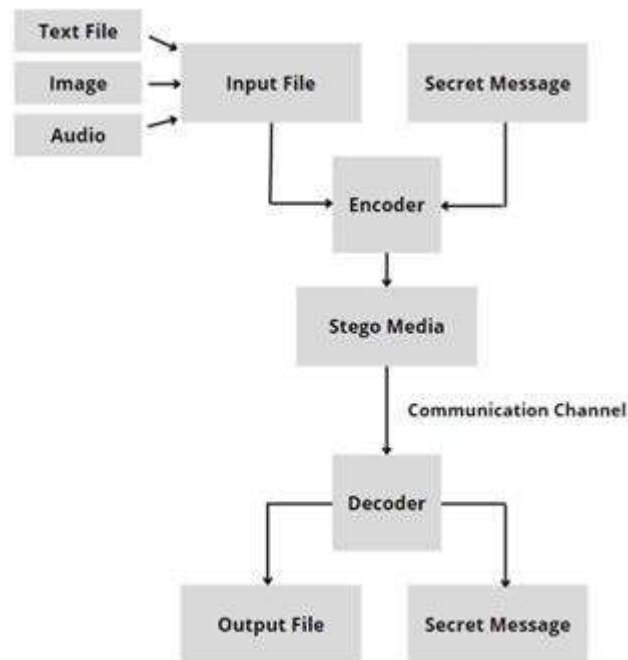 Text File
Image
Audio
Input File
Secret Message
Encoder
Stego Media
Communication Channel
Decoder
Output File
Secret Message